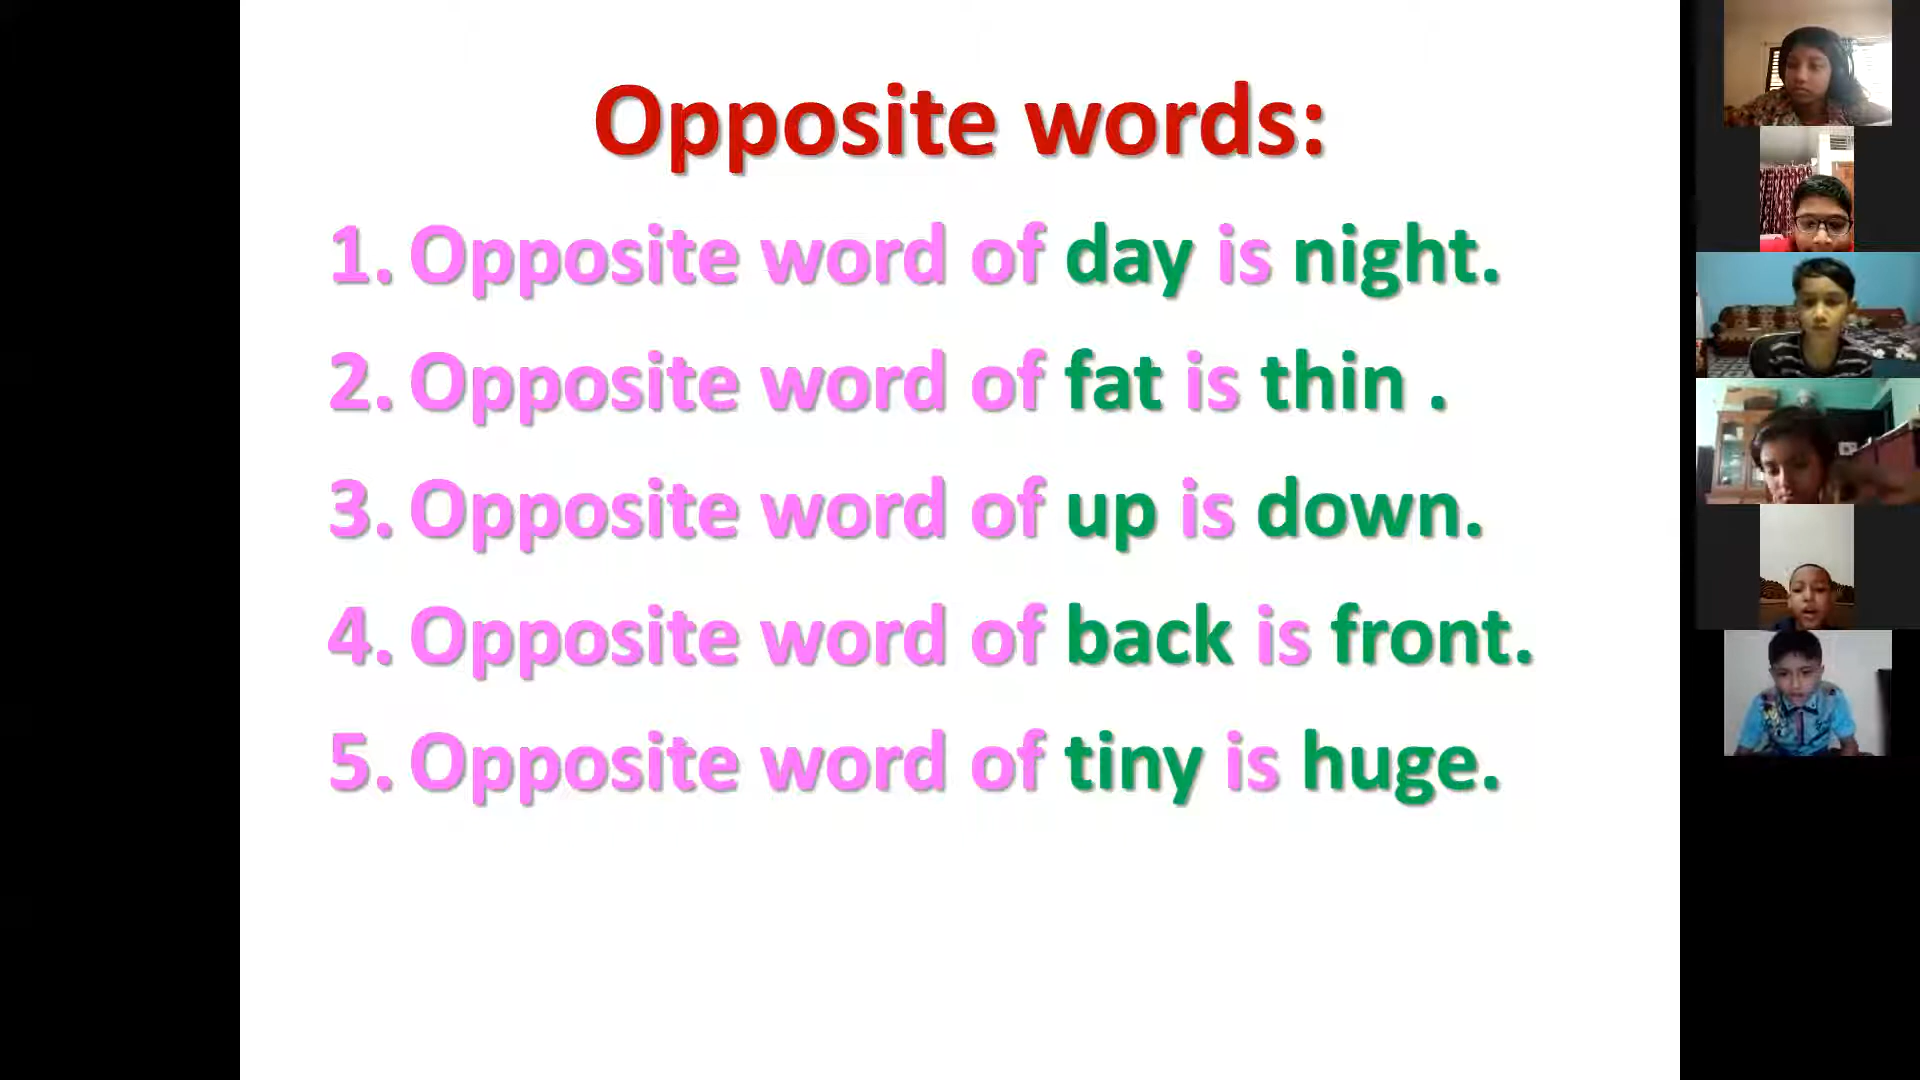 Opposite words:
1. Opposite word of day is night.
2. Opposite word of fat is thin .
3. Opposite word of up is down.
4. Opposite word of back is front.
5. Opposite word of tiny is huge.